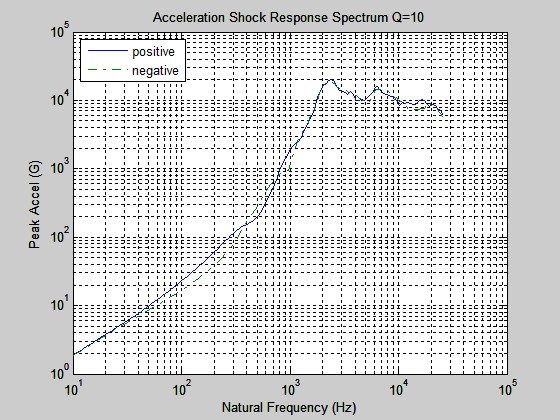 Acceleration Shock Response Spectrum Q=10
10^5
positive
negative
10^4
10^3
10^2
10^1
10^0
Peak Accel (G)
10^1 10^2 10^3 10^4 10^5
Natural Frequency (Hz)